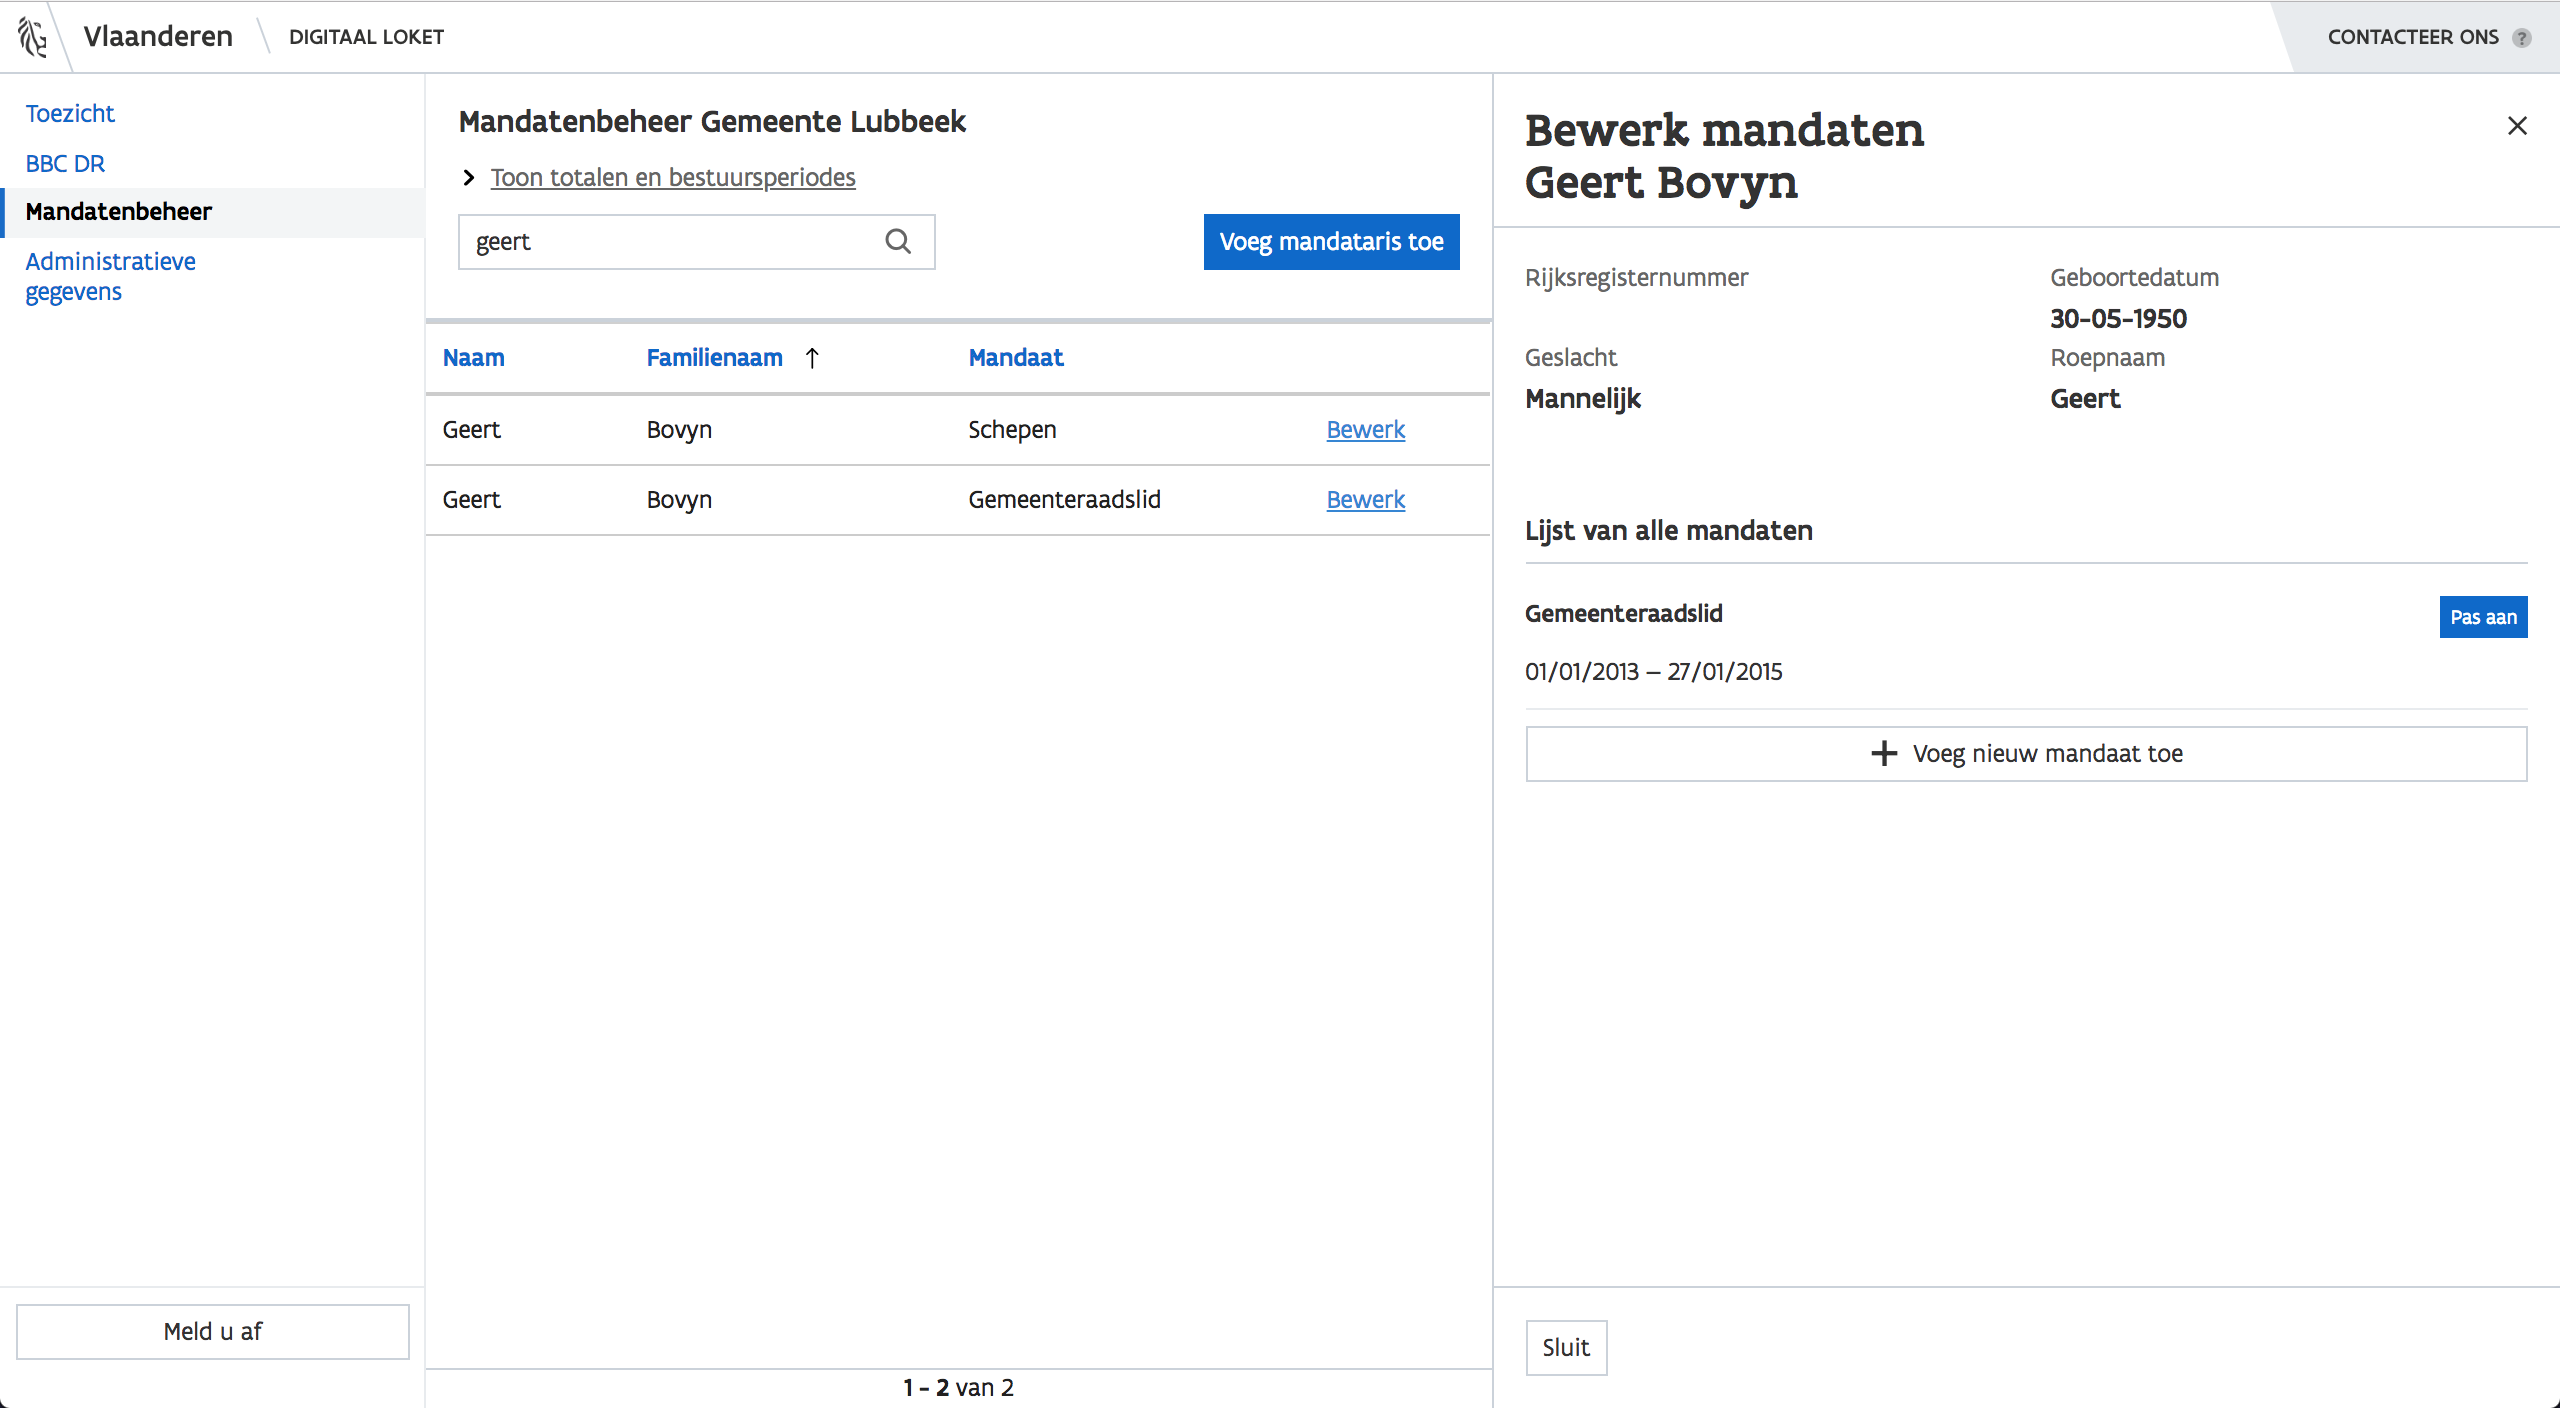 Vlaanderen
DIGITAAL LOKET
CONTACTEER ONS ?
Toezicht
BBC DR
Mandatenbeheer
Administratieve
gegevens
Meld u af
Mandatenbeheer Gemeente Lubbeek
Toon totalen en bestuursperiodes
geert
Voeg mandataris toe
Naam Familienaam ↑ Mandaat
Geert Bovyn Schepen Bewerk
Geert Bovyn Gemeenteraadslid Bewerk
1 - 2 van 2
Bewerk mandaten
Geert Bovyn
Rijksregisternummer Geboortedatum
30-05-1950
Geslacht Roepnaam
Mannelijk Geert
Lijst van alle mandaten
Gemeenteraadslid
Pas aan
01/01/2013 – 27/01/2015
Voeg nieuw mandaat toe
Sluit